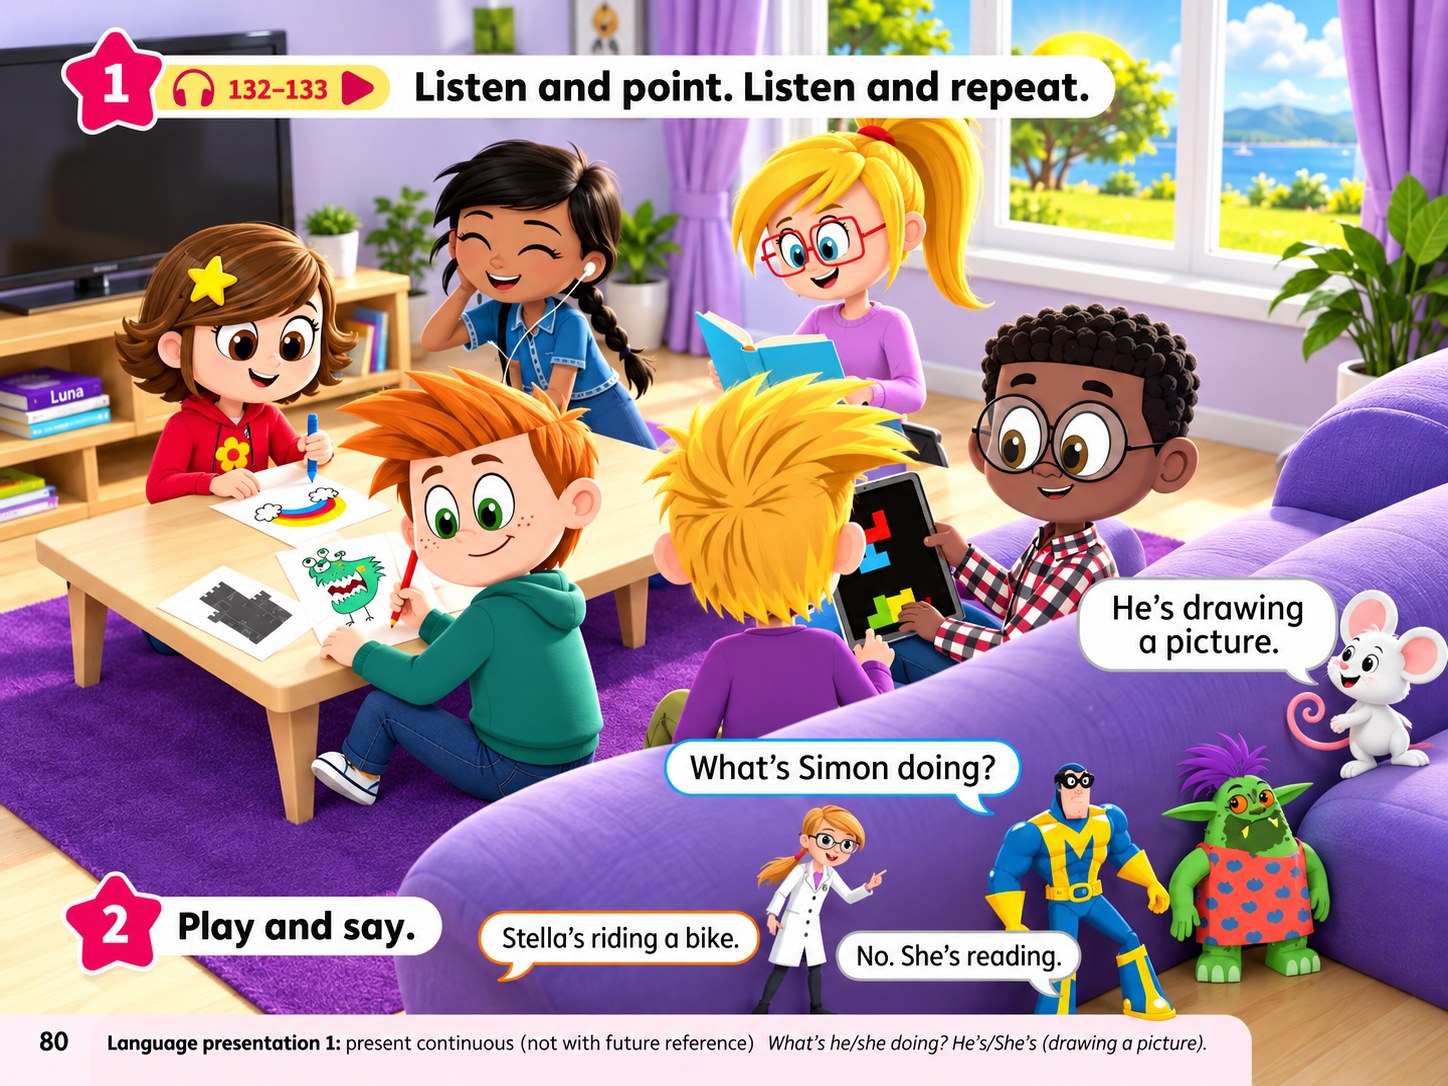 1
132–133
Listen and point. Listen and repeat.
Luna
He's drawing
a picture.
What's Simon doing?
M
2
Play and say.
Stella's riding a bike.
No. She's reading.
80
Language presentation 1: present continuous (not with future reference) What's he/she doing? He's/She's (drawing a picture).